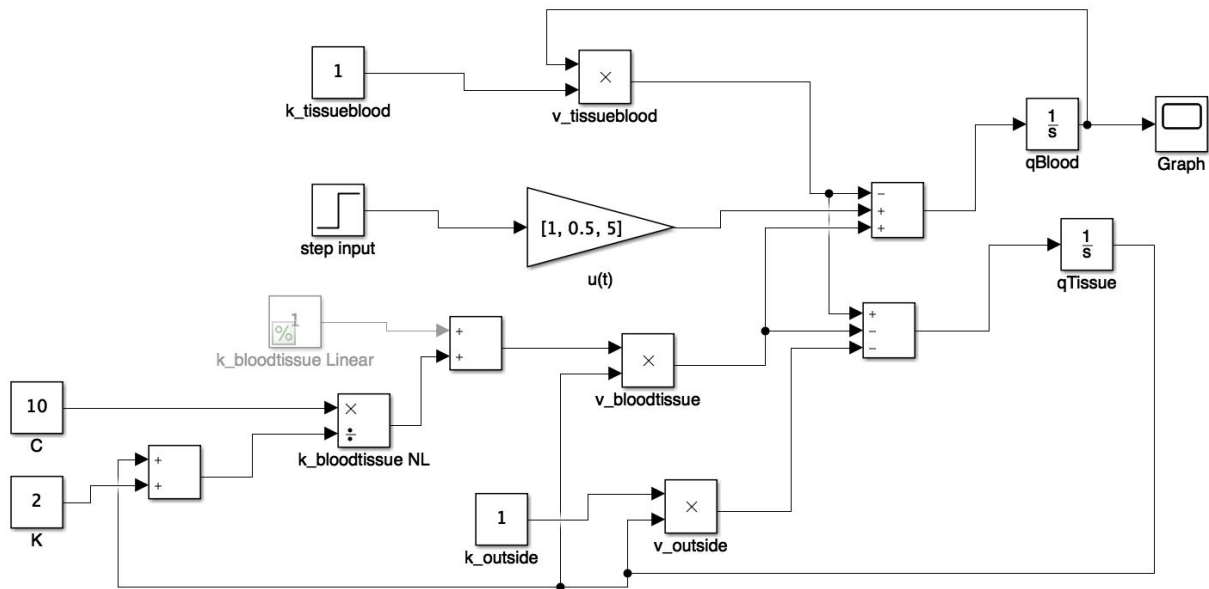 1
k_tissueblood
×
v_tissueblood
1
s
qBlood
Graph
step input
[1, 0.5, 5]
u(t)
−
+
+
1
s
qTissue
1
%
k_bloodtissue Linear
+
+
×
v_bloodtissue
+
−
−
10
C
×
÷
k_bloodtissue NL
+
+
2
K
1
k_outside
×
v_outside